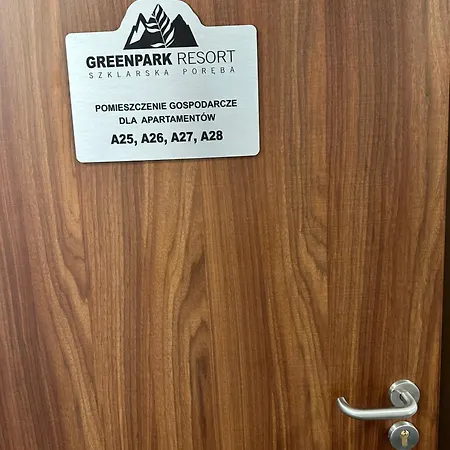 GREENPARK RESORT
SZKLARSKA PORĘBA
POMIESZCZENIE GOSPODARCZE
DLA APARTAMENTÓW
A25, A26, A27, A28